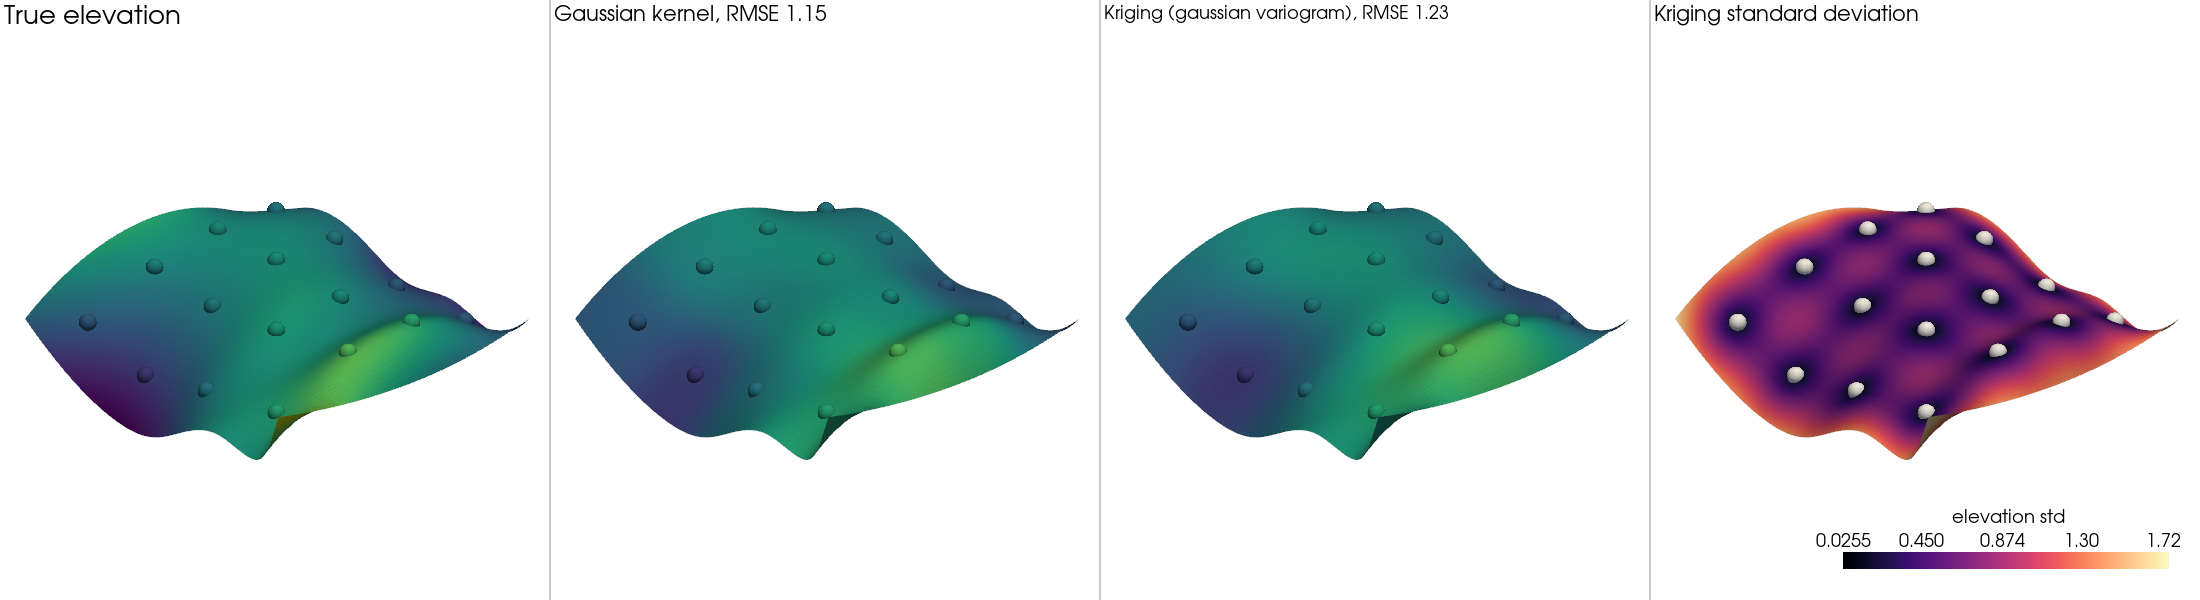 True elevation
Gaussian kernel, RMSE 1.15
Kriging (gaussian variogram), RMSE 1.23
Kriging standard deviation
elevation std
0.0255 0.450 0.874 1.30 1.72